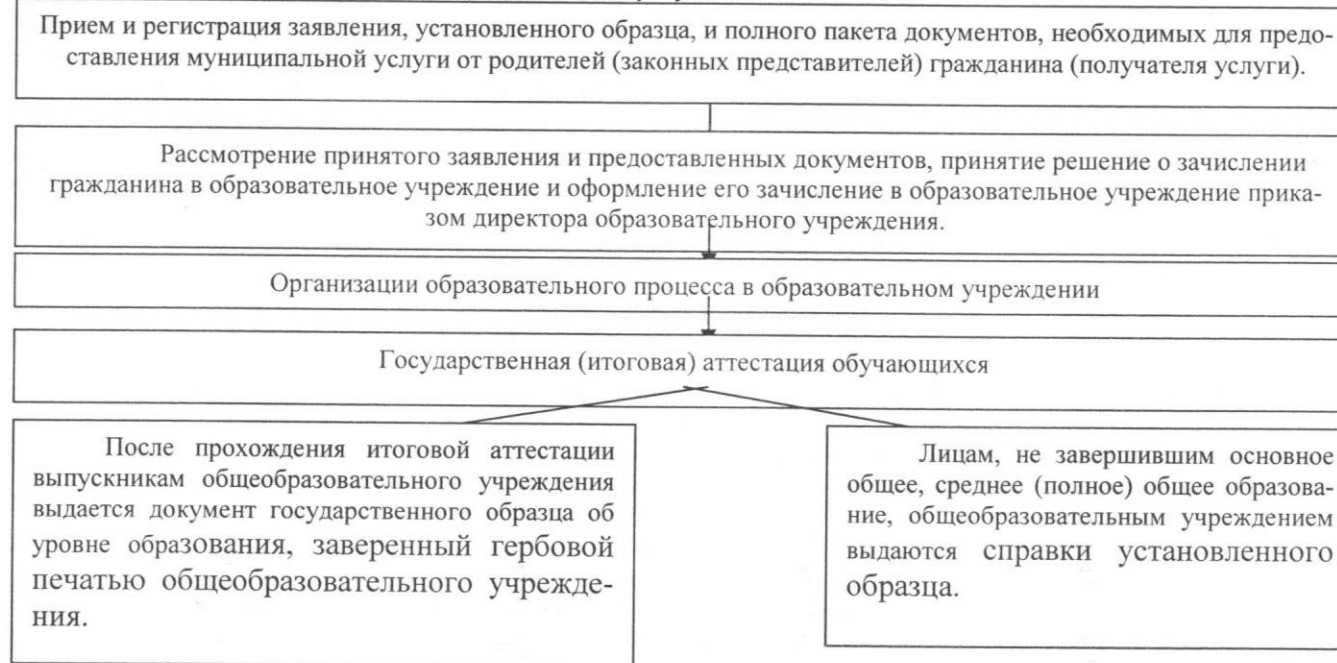 Прием и регистрация заявления, установленного образца, и полного пакета документов, необходимых для предо-
ставления муниципальной услуги от родителей (законных представителей) гражданина (получателя услуги).
Рассмотрение принятого заявления и предоставленных документов, принятие решение о зачислении
гражданина в образовательное учреждение и оформление его зачисление в образовательное учреждение прика-
зом директора образовательного учреждения.
Организации образовательного процесса в образовательном учреждении
Государственная (итоговая) аттестация обучающихся
После прохождения итоговой аттестации
выпускникам общеобразовательного учреждения
выдается документ государственного образца об
уровне образования, заверенный гербовой
печатью общеобразовательного учрежде-
ния.
Лицам, не завершившим основное
общее, среднее (полное) общее образова-
ние, общеобразовательным учреждением
выдаются справки установленного
образца.